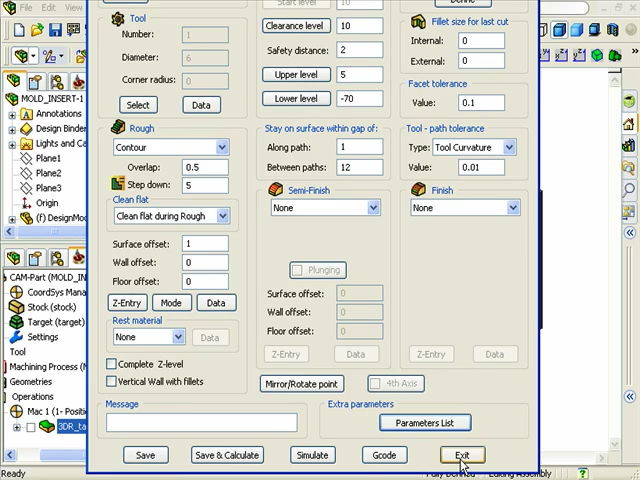 File
Edit
View
MOLD_INSERT-1
Annotations
Design Binder
Lights and Ca
Plane1
Plane2
Plane3
Origin
(f) DesignMod
CAM-Part (MOLD_IN
CoordSys Mana
Stock (stock)
Target (target)
Settings
Tool
Machining Process (M
Geometries
Operations
Mac 1 (1- Positio
3DR_ta
Ready
Tool
Number:
1
Diameter:
6
Corner radius:
0
Select
Data
Start level
10
Clearance level
10
Safety distance:
2
Upper level
5
Lower level
-70
Define
Fillet size for last cut
Internal:
0
External:
0
Facet tolerance
Value:
0.1
Rough
Contour
Overlap:
0.5
Step down:
5
Clean flat
Clean flat during Rough
Surface offset:
1
Wall offset:
0
Floor offset:
0
Z-Entry
Mode
Data
Rest material
None
Data
Complete Z-level
Vertical Wall with fillets
Stay on surface within gap of:
Along path:
1
Between paths:
12
Tool - path tolerance
Type:
Tool Curvature
Value:
0.01
Semi-Finish
None
Plunging
Surface offset:
0
Wall offset:
0
Floor offset:
0
Z-Entry
Data
Finish
None
Z-Entry
Data
Mirror/Rotate point
4th Axis
Message
Extra parameters
Parameters List
Save
Save & Calculate
Simulate
Gcode
Exit
Editing Assembly